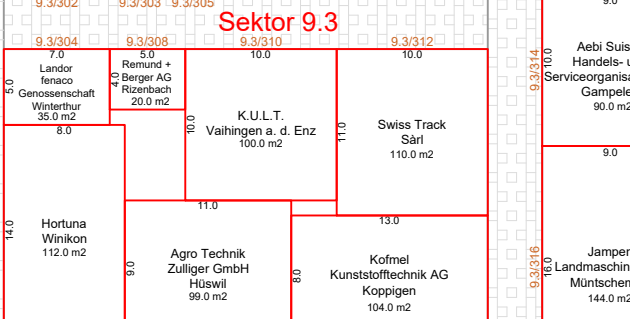 9.3/302
9.3/303
9.3/305
Sektor 9.3
9.3/304
9.3/308
9.3/310
9.3/312
7.0
5.0
10.0
10.0
5.0
Landor
fenaco
Genossenschaft
Winterthur
35.0 m2
4.0
Remund +
Berger AG
Rizenbach
20.0 m2
10.0
K.U.L.T.
Vaihingen a. d. Enz
100.0 m2
11.0
Swiss Track
Sàrl
110.0 m2
8.0
14.0
Hortuna
Winikon
112.0 m2
11.0
9.0
Agro Technik
Zulliger GmbH
Hüswil
99.0 m2
13.0
8.0
Kofmel
Kunststofftechnik AG
Koppigen
104.0 m2
9.0
9.3/314
10.0
Aebi Suis
Handels- u
Serviceorganisa
Gampele
90.0 m2
9.0
9.3/316
16.0
Jamper
Landmaschin
Müntschem
144.0 m2